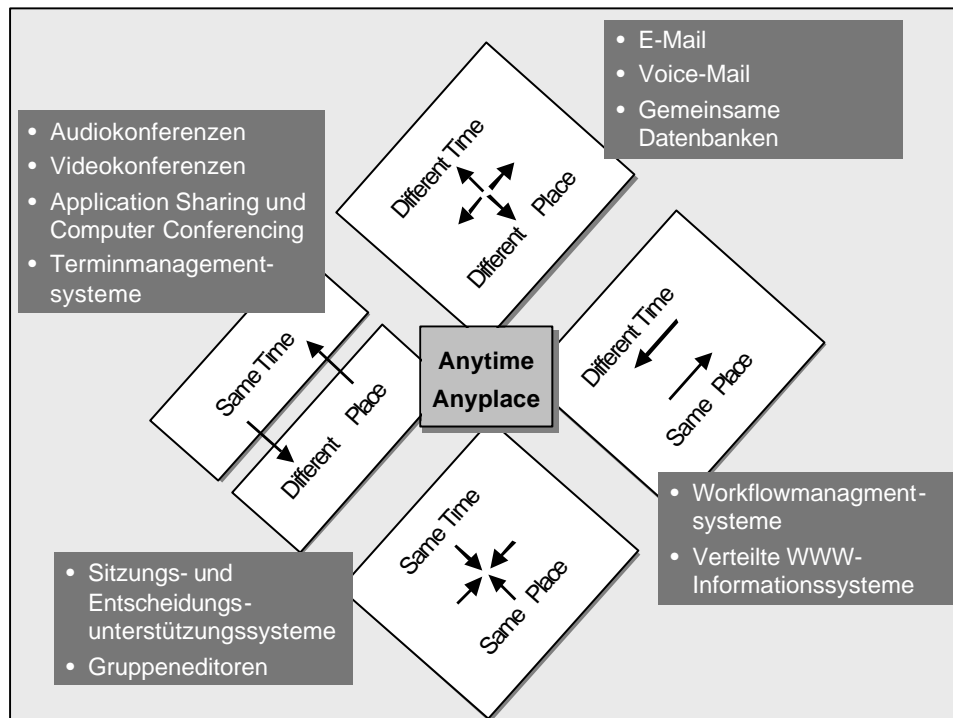 • E-Mail
• Voice-Mail
• Gemeinsame
Datenbanken
• Audiokonferenzen
• Videokonferenzen
• Application Sharing und
Computer Conferencing
• Terminmanagement-
systeme
Different Time
Different Place
Same Time
Different Place
Anytime
Anyplace
Different Time
Same Place
Same Time
Same Place
• Workflowmanagment-
systeme
• Verteilte WWW-
Informationssysteme
• Sitzungs- und
Entscheidungs-
unterstützungssysteme
• Gruppeneditoren